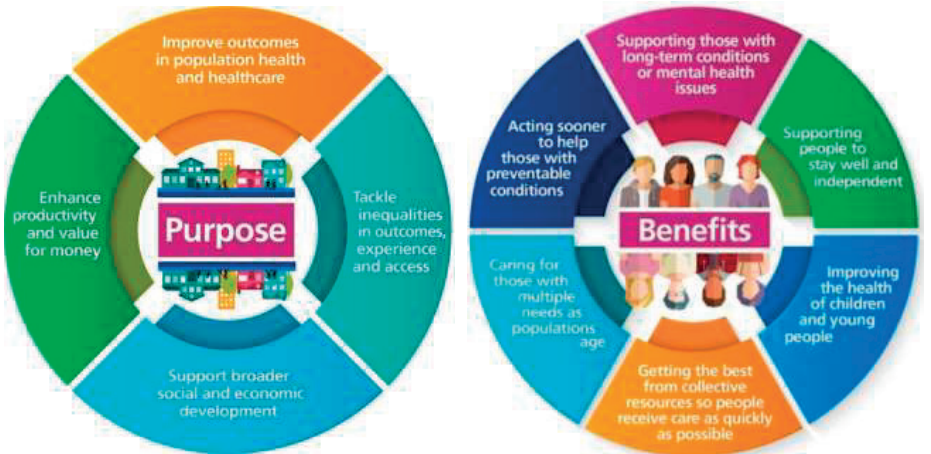 Improve outcomes
in population health
and healthcare
Tackle
inequalities
in outcomes,
experience
and access
Support broader
social and economic
development
Enhance
productivity
and value
for money
Purpose
Supporting those with
long-term conditions
or mental health
issues
Supporting
people to
stay well and
independent
Improving
the health
of children
and young
people
Getting the best
from collective
resources so people
receive care as quickly
as possible
Caring for
those with
multiple
needs as
populations
age
Acting sooner
to help
those with
preventable
conditions
Benefits